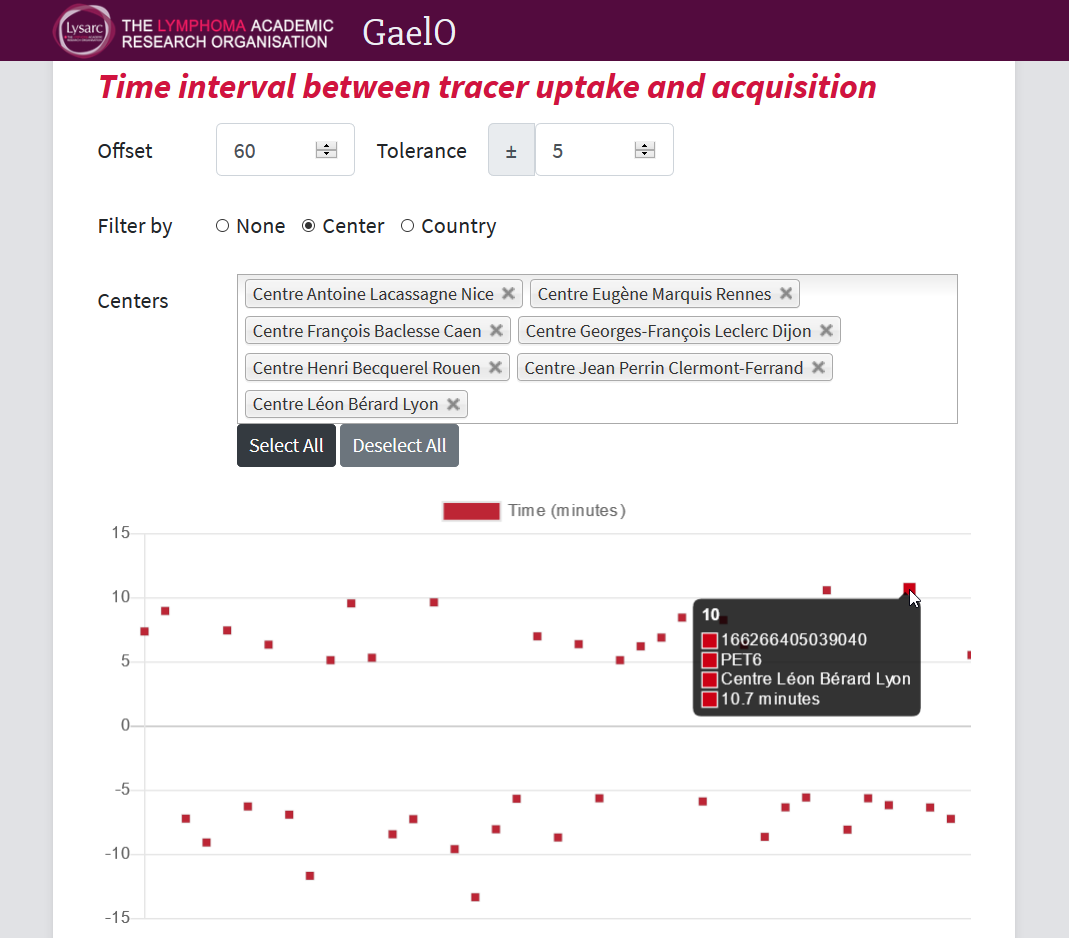 Lysarc
THE LYMPHOMA ACADEMIC
RESEARCH ORGANISATION
GaelO
Time interval between tracer uptake and acquisition
Offset 60 Tolerance ± 5
Filter by None Center Country
Centers
Centre Antoine Lacassagne Nice Centre Eugène Marquis Rennes
Centre François Baclesse Caen Centre Georges-François Leclerc Dijon
Centre Henri Becquerel Rouen Centre Jean Perrin Clermont-Ferrand
Centre Léon Bérard Lyon
Select All Deselect All
Time (minutes)
15
10
5
0
-5
-10
-15
10
166266405039040
PET6
Centre Léon Bérard Lyon
10.7 minutes